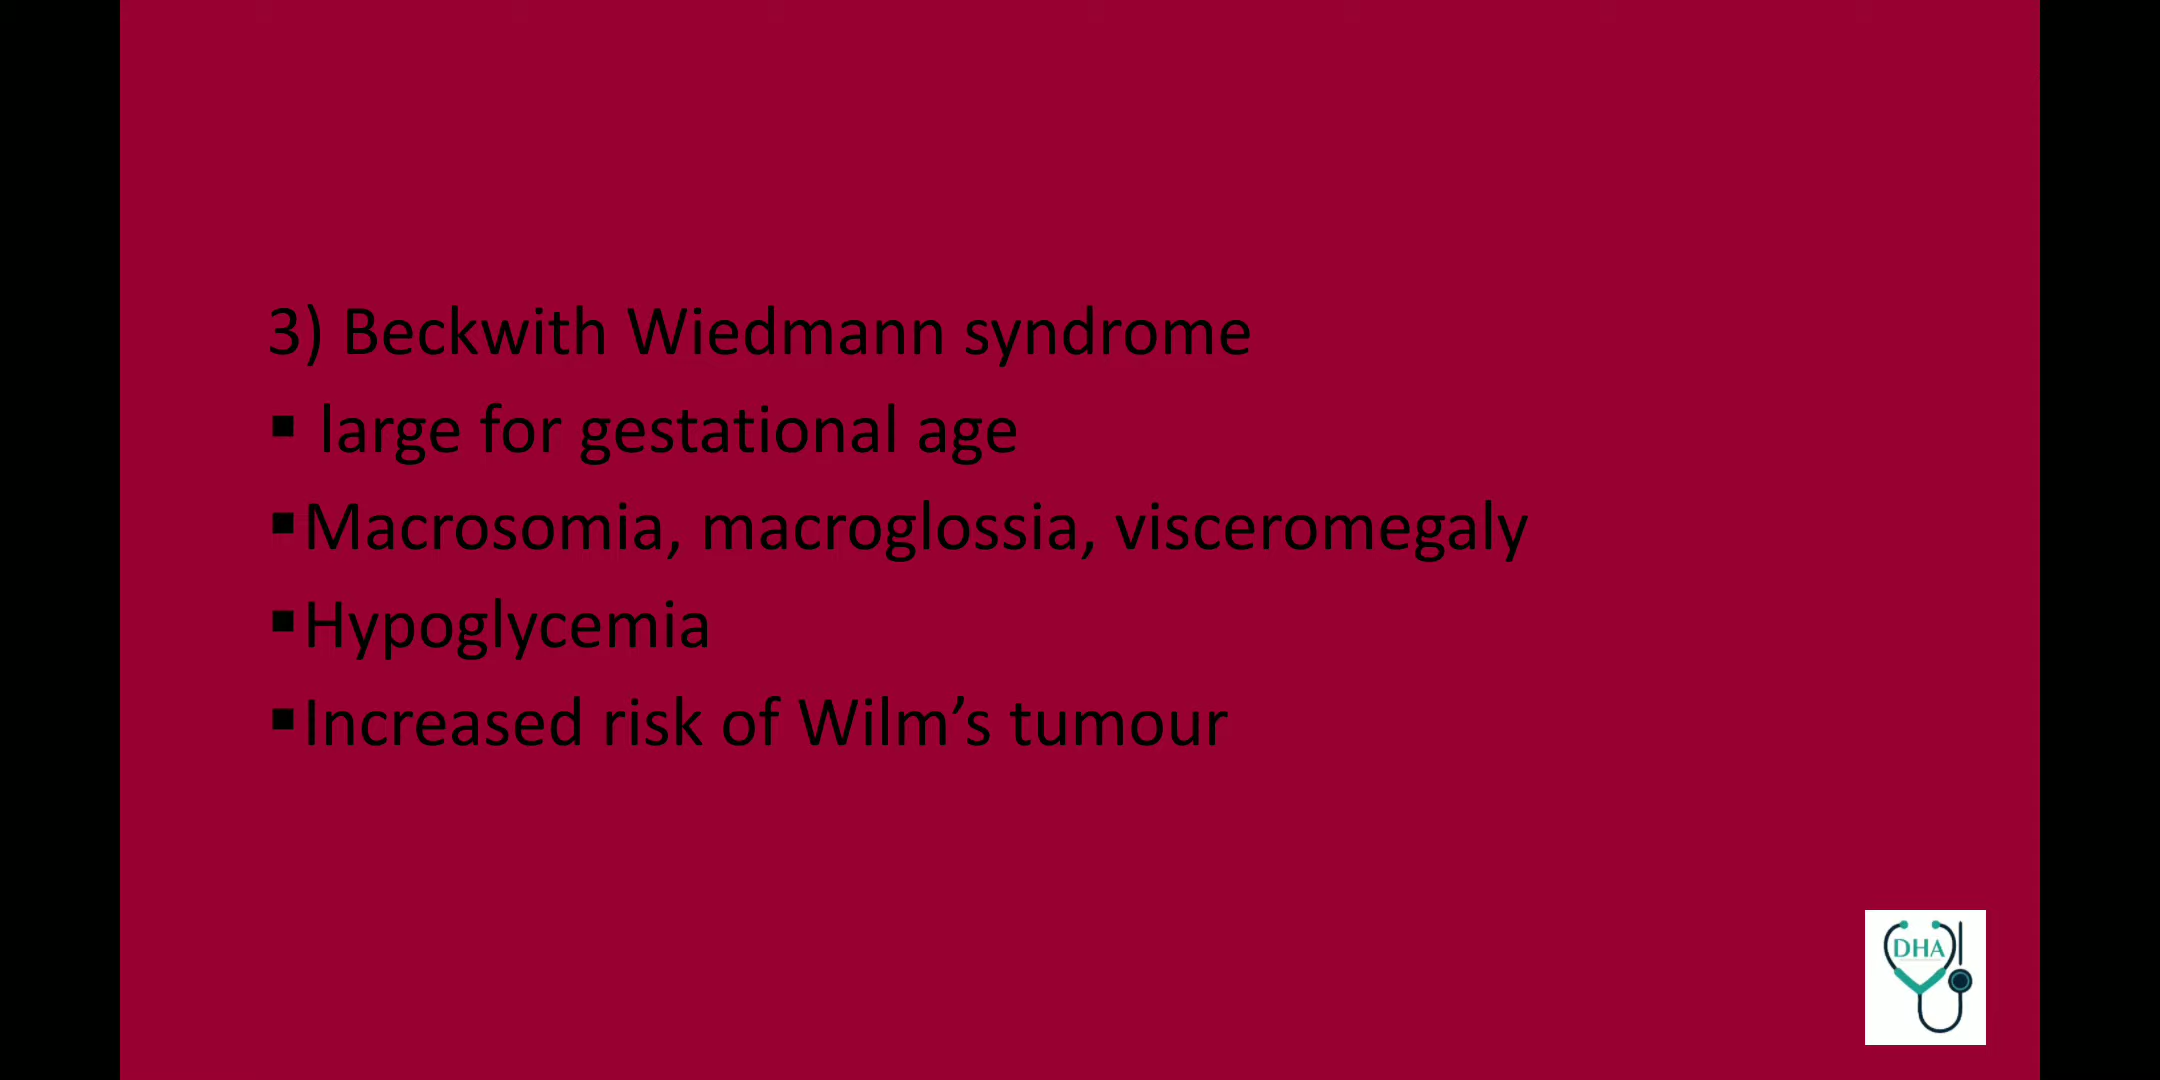 3) Beckwith Wiedmann syndrome
▪ large for gestational age
▪Macrosomia, macroglossia, visceromegaly
▪Hypoglycemia
▪Increased risk of Wilm’s tumour
DHA